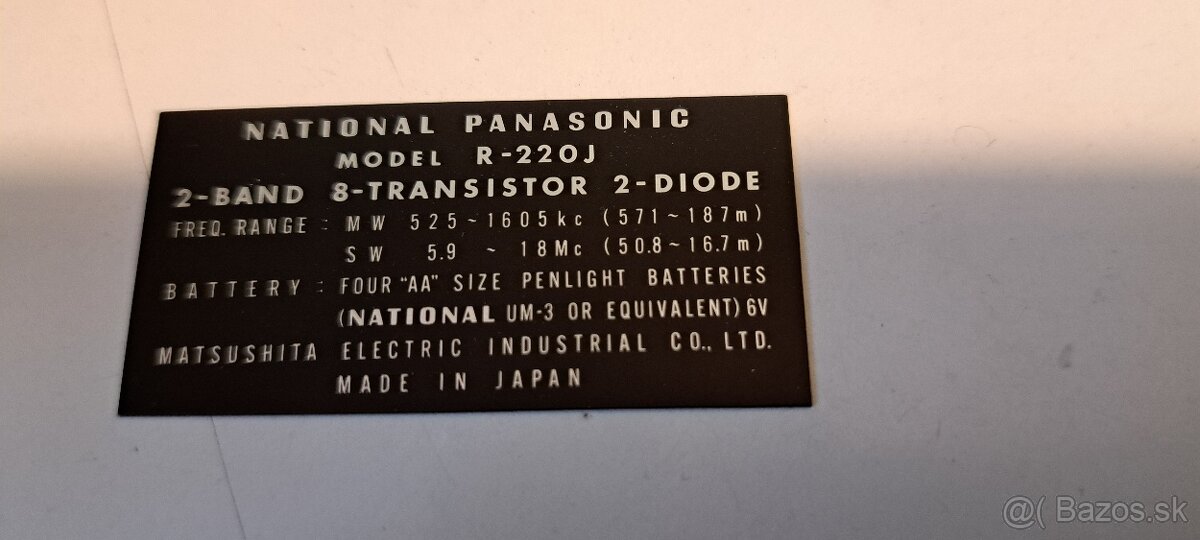 NATIONAL PANASONIC
MODEL R-220J
2-BAND 8-TRANSISTOR 2-DIODE
FREQ. RANGE : MW 525~1605kc (571~187m)
SW 5.9 ~ 18Mc (50.8~16.7m)
BATTERY : FOUR "AA" SIZE PENLIGHT BATTERIES
(NATIONAL UM-3 OR EQUIVALENT) 6V
MATSUSHITA ELECTRIC INDUSTRIAL CO., LTD.
MADE IN JAPAN
@( Bazos.sk